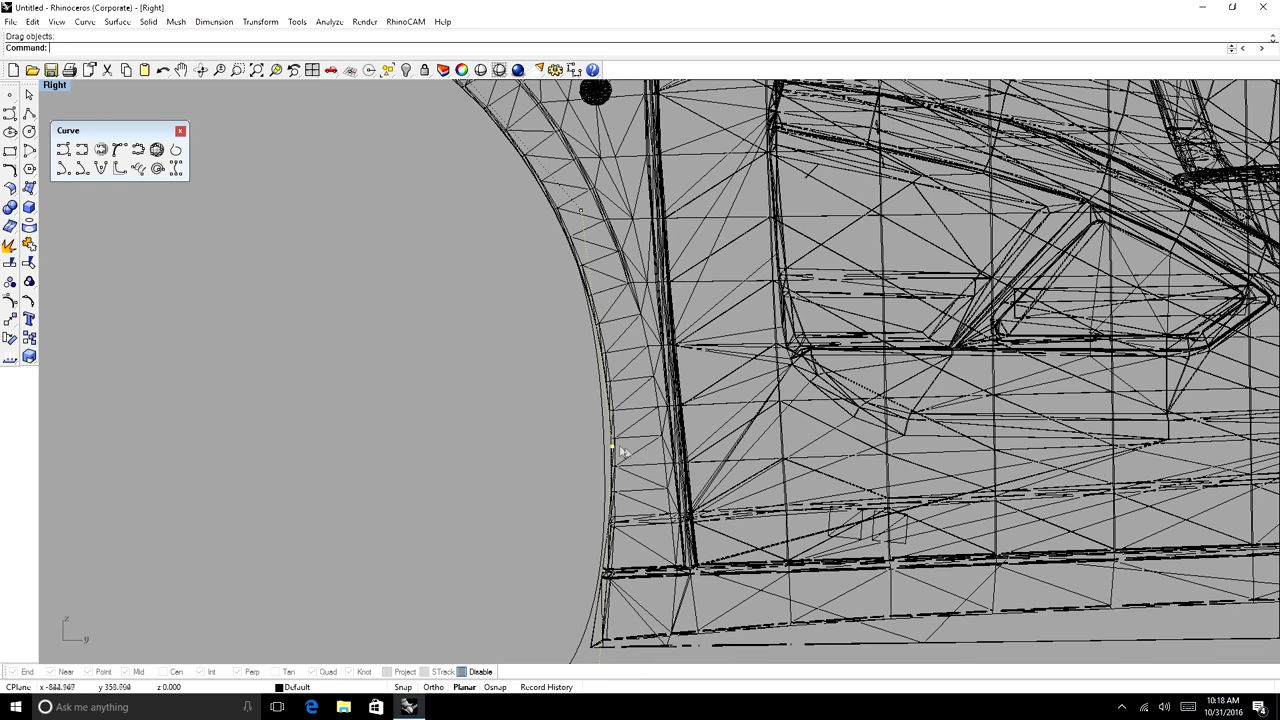 Untitled - Rhinoceros (Corporate) - [Right]
File Edit View Curve Surface Solid Mesh Dimension Transform Tools Analyze Render RhinoCAM Help
Drag objects:
Command:
Right
Curve
z
y
End Near Point Mid Cen Int Perp Tan Quad Knot Project STrack Disable
CPlane z 0.000 Default Snap Ortho Planar Osnap Record History
Ask me anything
10:18 AM
10/31/2016